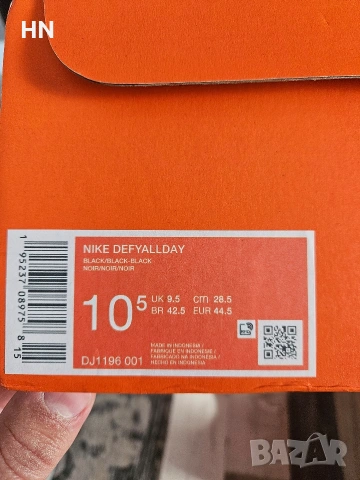 HN
NIKE DEFYALLDAY
BLACK/BLACK-BLACK
NOIR/NOIR/NOIR
10 5 UK 9.5 cm 28.5
BR 42.5 EUR 44.5
DJ1196 001
MADE IN INDONESIA /
FABRIQUÉ EN INDONÉSIE /
FABRICADO NA INDONÉSIA /
HECHO EN INDONESIA
1 95237 08975 8 15
BAZAR